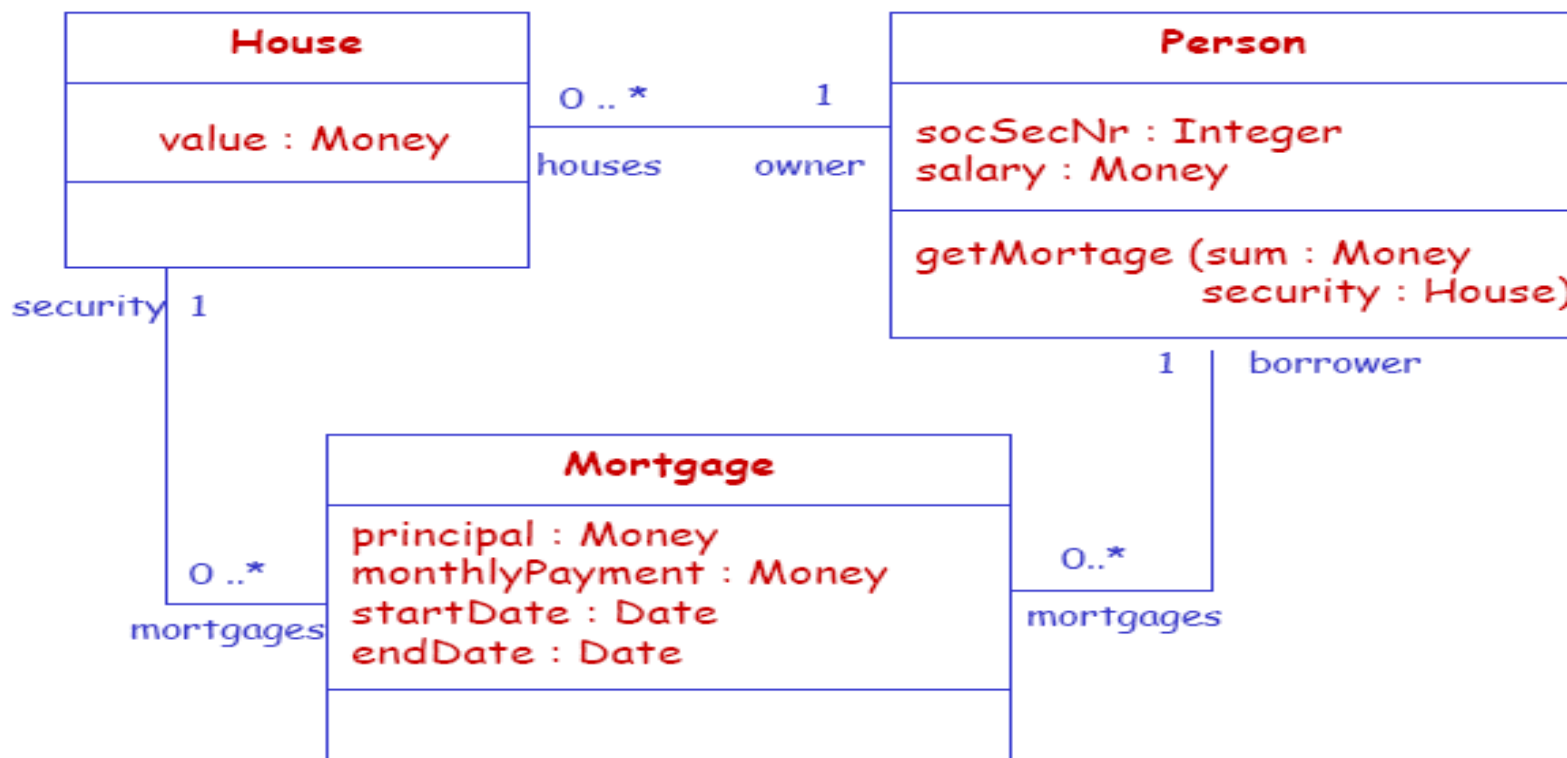 House
value : Money
0 .. *
1
houses
owner
Person
socSecNr : Integer
salary : Money
getMortage (sum : Money
security : House)
security
1
1
borrower
Mortgage
principal : Money
monthlyPayment : Money
startDate : Date
endDate : Date
0 ..*
mortgages
0..*
mortgages